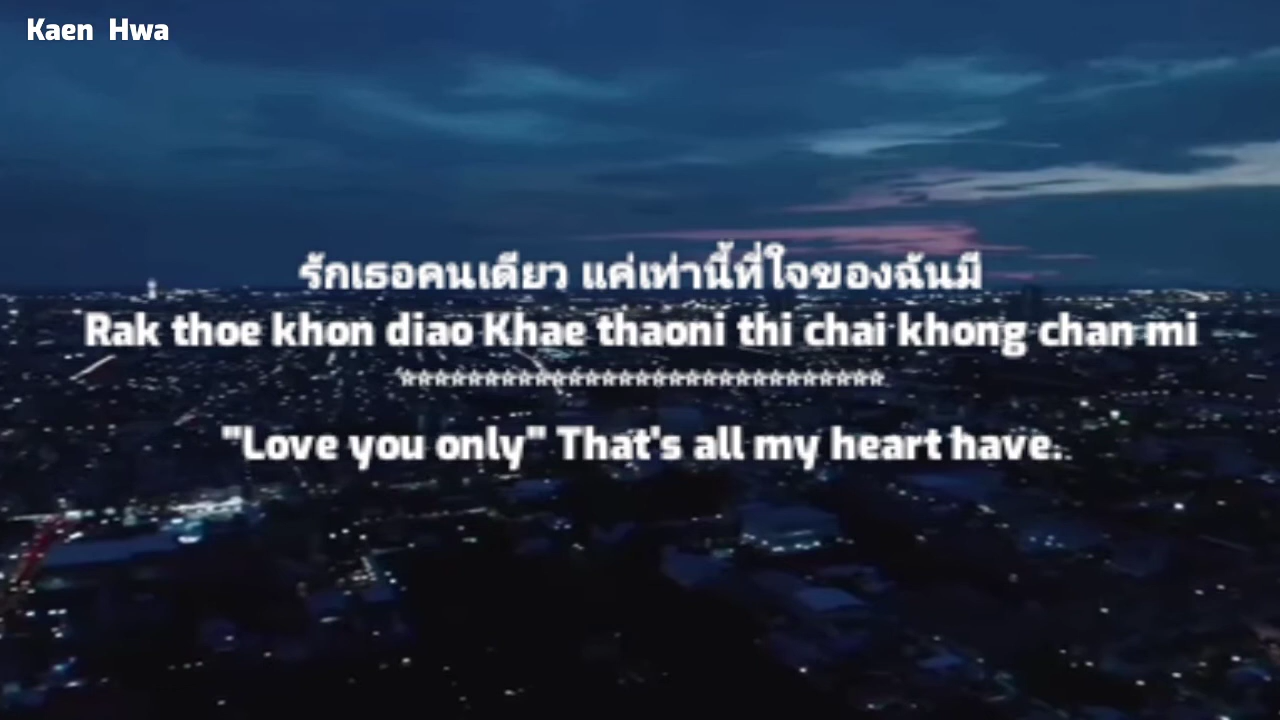 Kaen Hwa
รักเธอคนเดียว แค่เท่านี้ที่ใจของฉันมี
Rak thoe khon diao Khae thaoni thi chai khong chan mi
****************************
"Love you only" That's all my heart have.